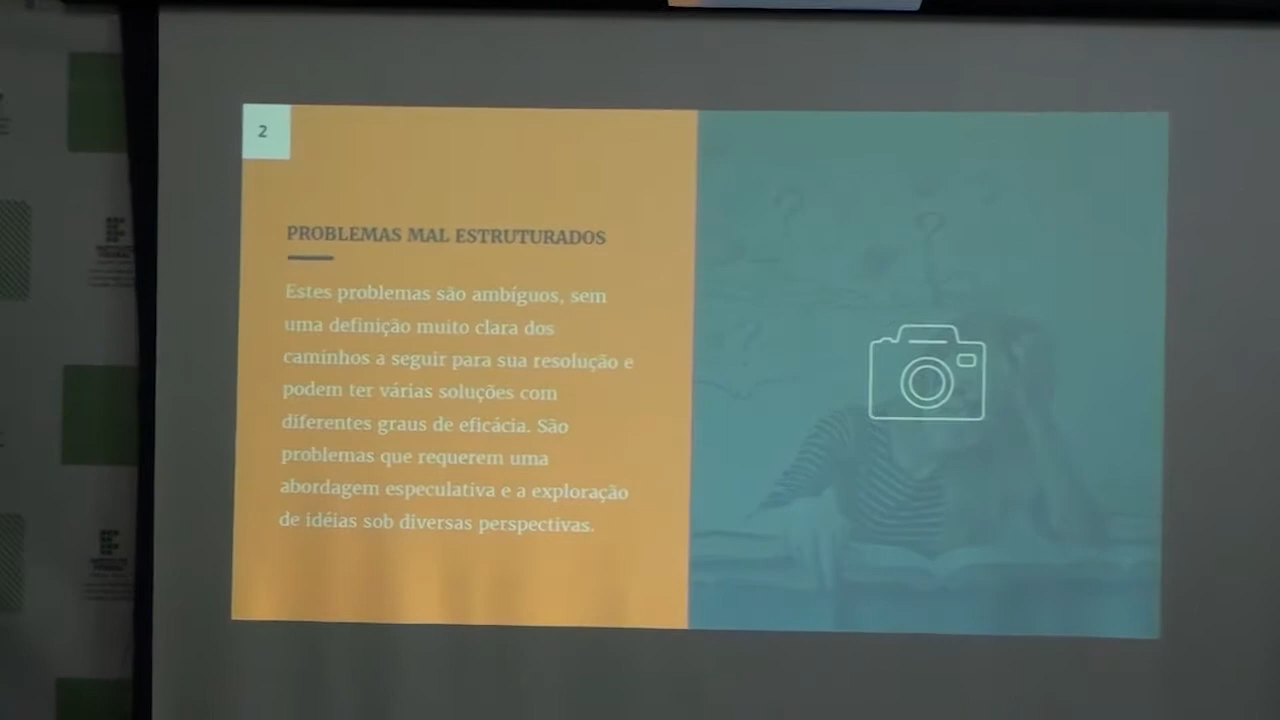 2
PROBLEMAS MAL ESTRUTURADOS
Estes problemas são ambíguos, sem
uma definição muito clara dos
caminhos a seguir para sua resolução e
podem ter várias soluções com
diferentes graus de eficácia. São
problemas que requerem uma
abordagem especulativa e a exploração
de idéias sob diversas perspectivas.